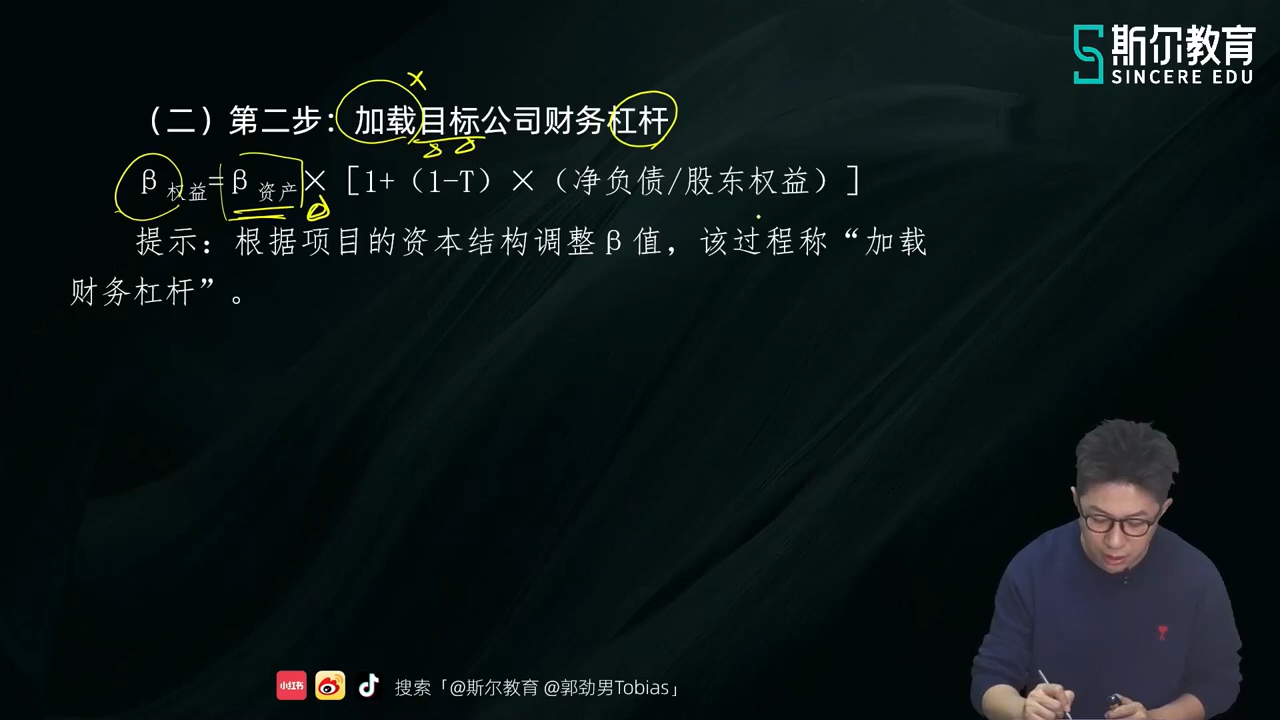 斯尔教育
SINCERE EDU
×
（二）第二步：加载目标公司财务杠杆
β权益=β资产×［1+（1-T）×（净负债/股东权益）］
提示：根据项目的资本结构调整β值，该过程称“加载
财务杠杆”。
小红书
搜索「@斯尔教育 @郭劲男Tobias」